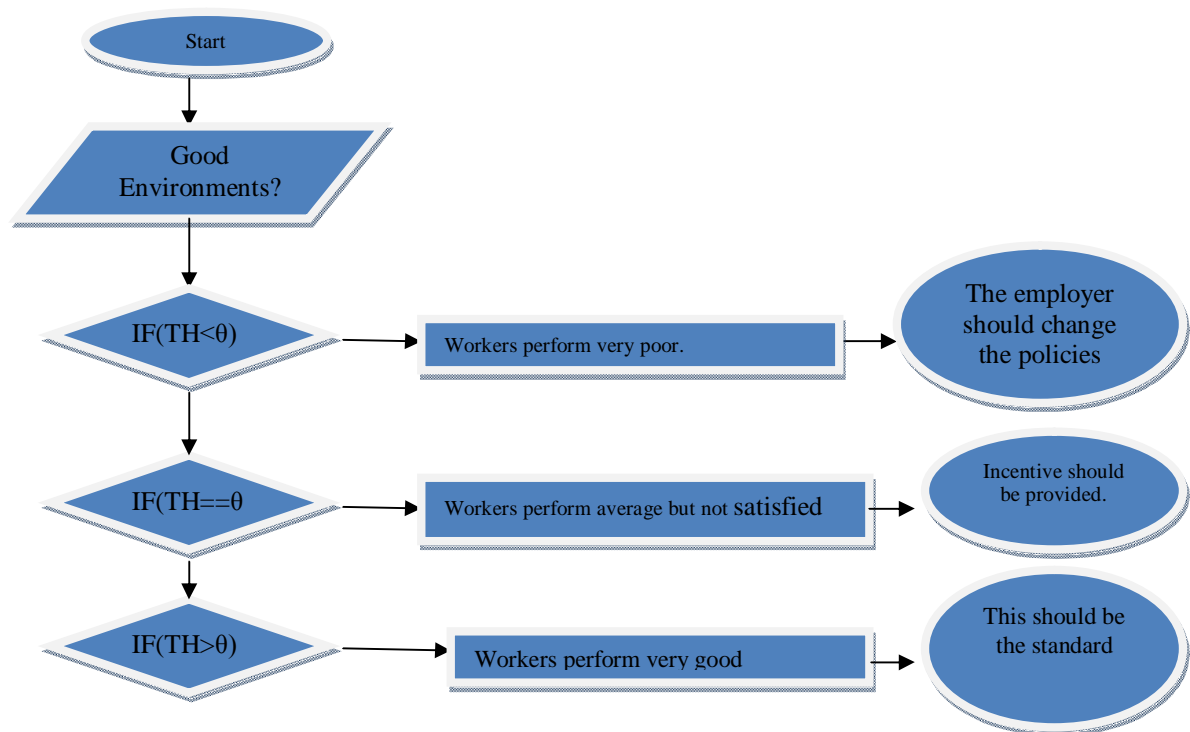 Start
Good
Environments?
IF(TH<θ)
Workers perform very poor.
The employer
should change
the policies
IF(TH==θ
Workers perform average but not satisfied
Incentive should
be provided.
IF(TH>θ)
Workers perform very good
This should be
the standard